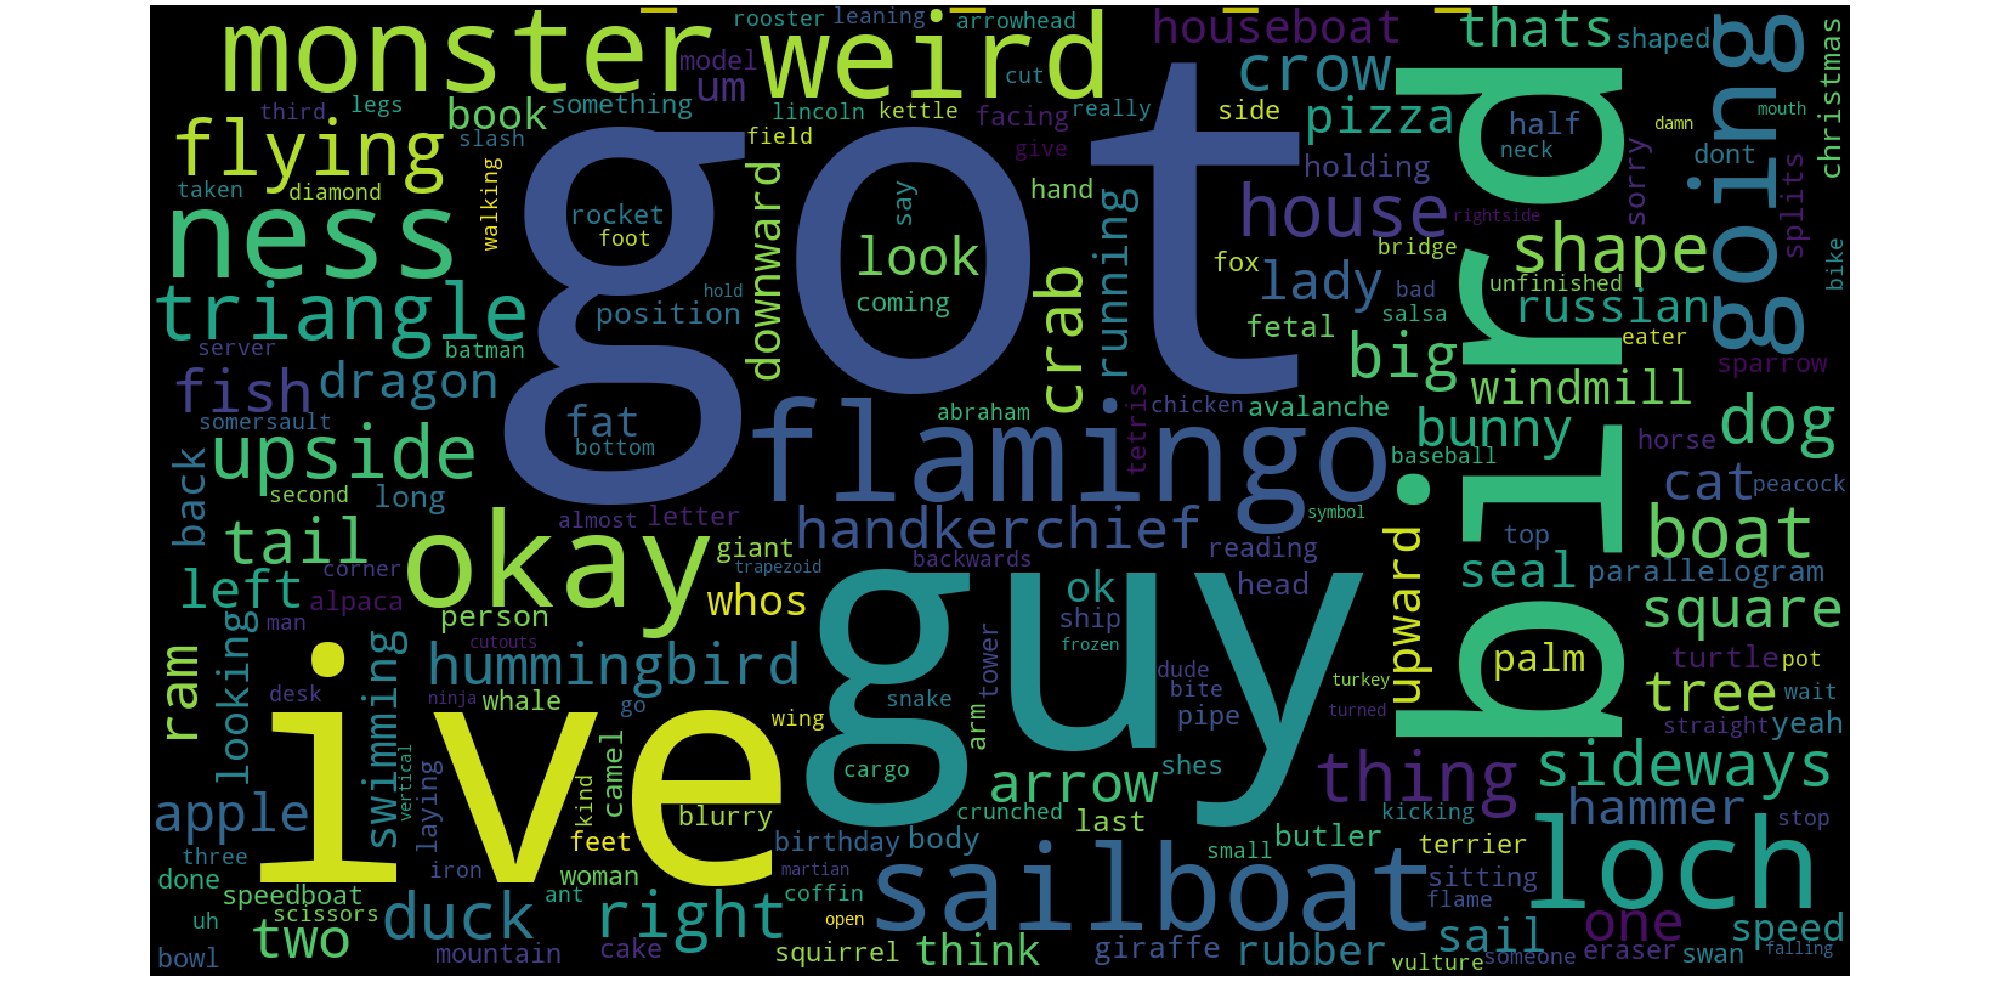 rooster
leaning
arrowhead
houseboat
thats
shaped
monster
weird
going
christmas
model
um
cut
crow
third
legs
book
something
lincoln
kettle
facing
really
side
pizza
half
damn
mouth
slash
field
flying
got
bird
give
neck
dont
splits
taken
diamond
walking
downward
say
hand
holding
sorry
ness
rocket
foot
look
running
house
rightside
shape
bridge
fox
lady
bad
unfinished
bike
triangle
hold
position
coming
crab
fetal
salsa
russian
server
batman
big
eater
sparrow
fish
dragon
windmill
somersault
fat
bottom
flamingo
abraham
tetris
chicken
avalanche
bunny
dog
upside
baseball
horse
back
second
long
cat
peacock
tail
okay
almost
letter
handkerchief
symbol
upward
top
boat
giant
backwards
reading
seal
parallelogram
left
corner
trapezoid
alpaca
person
whos
guy
ok
head
square
looking
man
cutouts
ship
frozen
palm
turtle
pot
ram
swimming
hummingbird
tower
dude
turkey
desk
ninja
whale
go
snake
bite
tree
wait
ive
wing
arm
pipe
turned
straight
yeah
vertical
laying
kind
camel
cargo
shes
arrow
thing
sideways
apple
blurry
crunched
last
kicking
hammer
stop
three
feet
birthday
body
small
butler
terrier
loch
iron
woman
martian
sailboat
sitting
done
speedboat
ant
coffin
flame
uh
scissors
duck
right
open
one
speed
two
mountain
cake
squirrel
think
giraffe
rubber
sail
eraser
swan
falling
bowl
vulture
someone